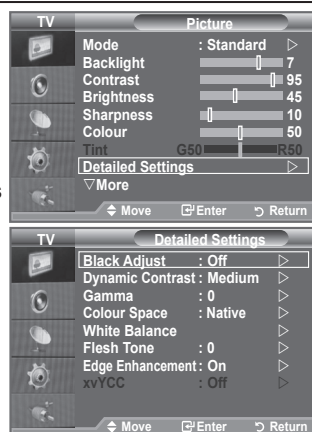 TV Picture
Mode : Standard ▷
Backlight 7
Contrast 95
Brightness 45
Sharpness 10
Colour 50
Tint G50 R50
Detailed Settings ▷
▽More
Move Enter Return
s
TV Detailed Settings
Black Adjust : Off ▷
Dynamic Contrast : Medium ▷
Gamma : 0 ▷
Colour Space : Native ▷
White Balance ▷
Flesh Tone : 0 ▷
Edge Enhancement : On ▷
xvYCC : Off ▷
Move Enter Return